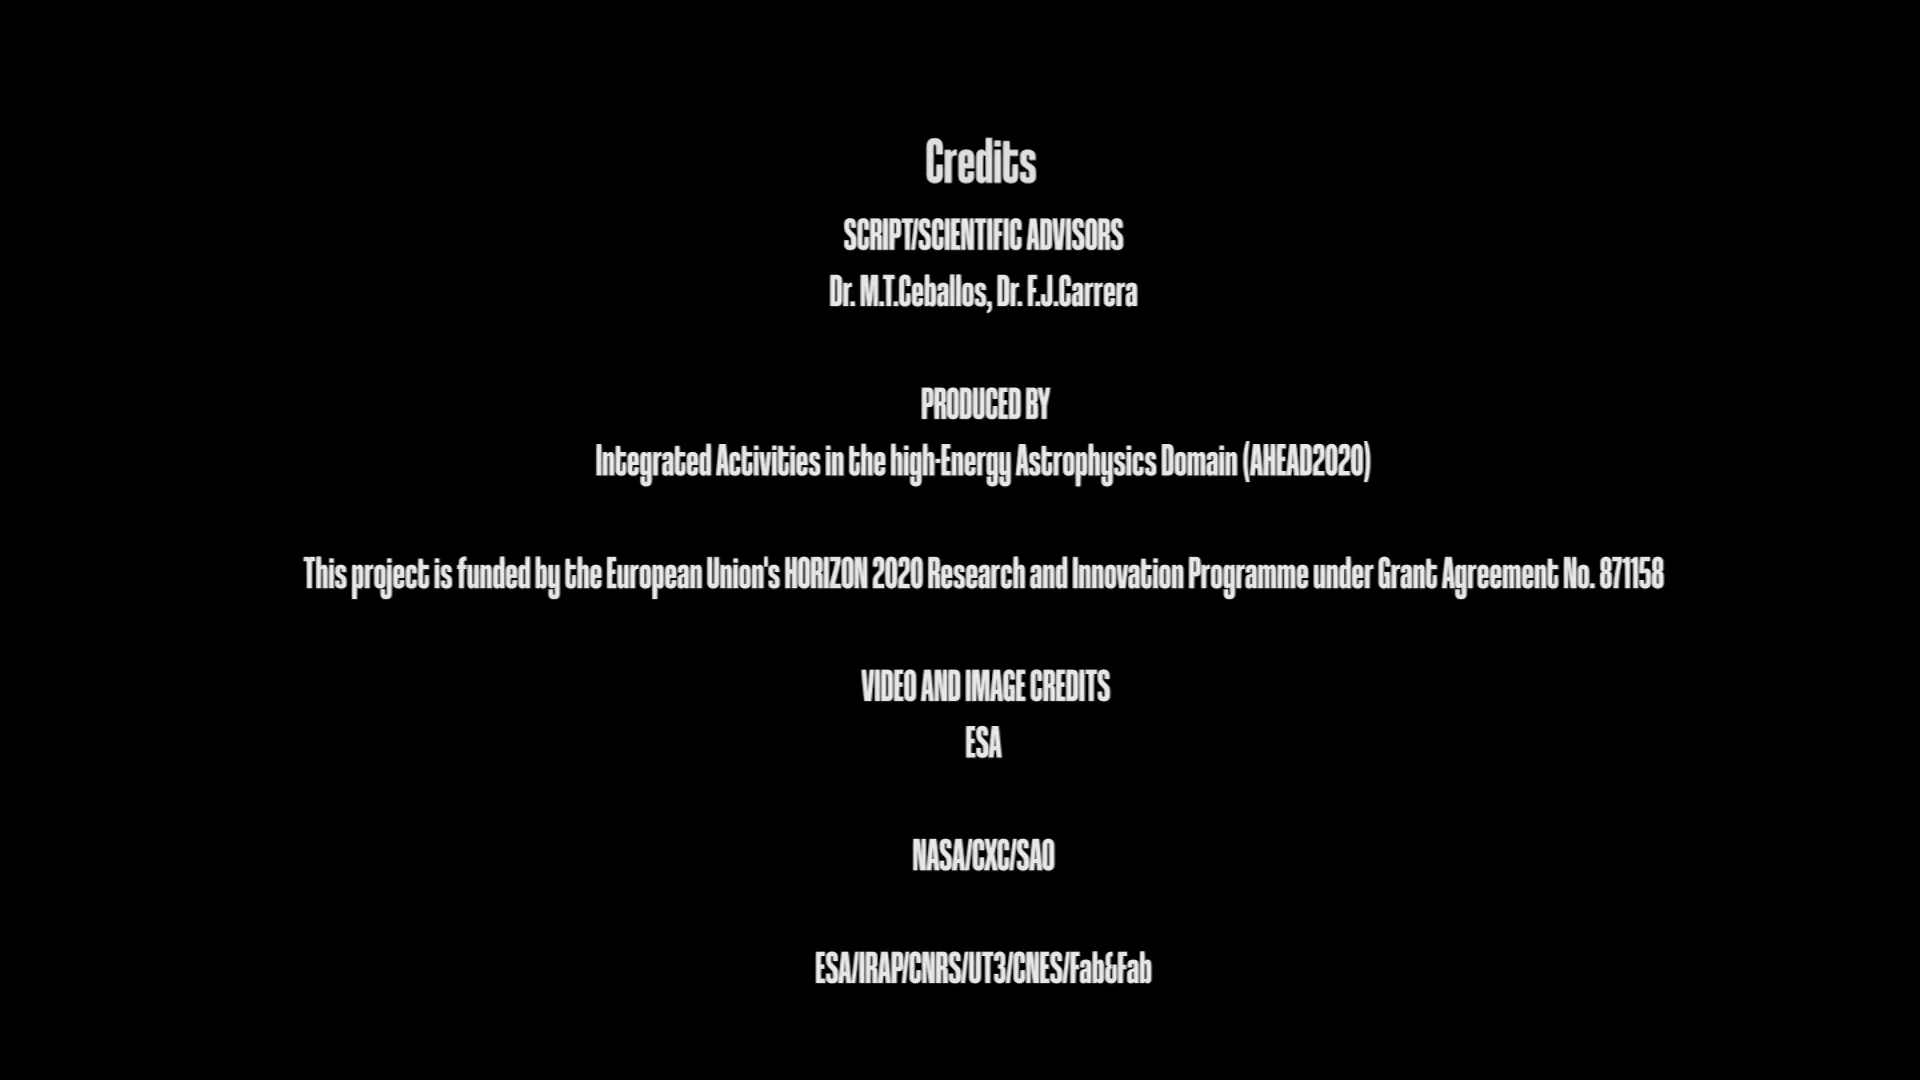 Credits
SCRIPT/SCIENTIFIC ADVISORS
Dr. M.T.Ceballos, Dr. F.J.Carrera
PRODUCED BY
Integrated Activities in the high-Energy Astrophysics Domain (AHEAD2020)
This project is funded by the European Union's HORIZON 2020 Research and Innovation Programme under Grant Agreement No. 871158
VIDEO AND IMAGE CREDITS
ESA
NASA/CXC/SAO
ESA/IRAP/CNRS/UT3/CNES/Fab&Fab